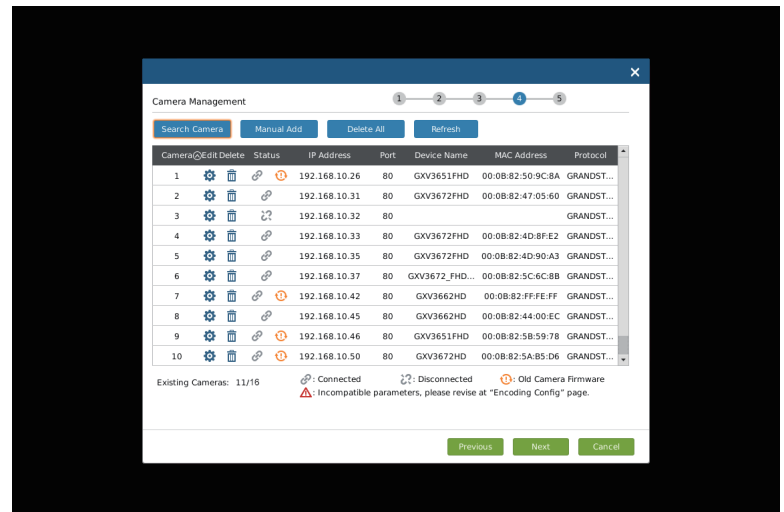 Camera Management 1 2 3 4 5
Search Camera Manual Add Delete All Refresh
Camera Edit Delete Status IP Address Port Device Name MAC Address Protocol
1 192.168.10.26 80 GXV3651FHD 00:0B:82:50:9C:8A GRANDST...
2 192.168.10.31 80 GXV3672FHD 00:0B:82:47:05:60 GRANDST...
3 192.168.10.32 80 GRANDST...
4 192.168.10.33 80 GXV3672FHD 00:0B:82:4D:8F:E2 GRANDST...
5 192.168.10.35 80 GXV3672FHD 00:0B:82:4D:90:A3 GRANDST...
6 192.168.10.37 80 GXV3672_FHD... 00:0B:82:5C:6C:8B GRANDST...
7 192.168.10.42 80 GXV3662HD 00:0B:82:FF:FE:FF GRANDST...
8 192.168.10.45 80 GXV3662HD 00:0B:82:44:00:EC GRANDST...
9 192.168.10.46 80 GXV3651FHD 00:0B:82:5B:59:78 GRANDST...
10 192.168.10.50 80 GXV3672HD 00:0B:82:5A:B5:D6 GRANDST...
Existing Cameras: 11/16 : Connected : Disconnected : Old Camera Firmware
: Incompatible parameters, please revise at "Encoding Config" page.
Previous Next Cancel